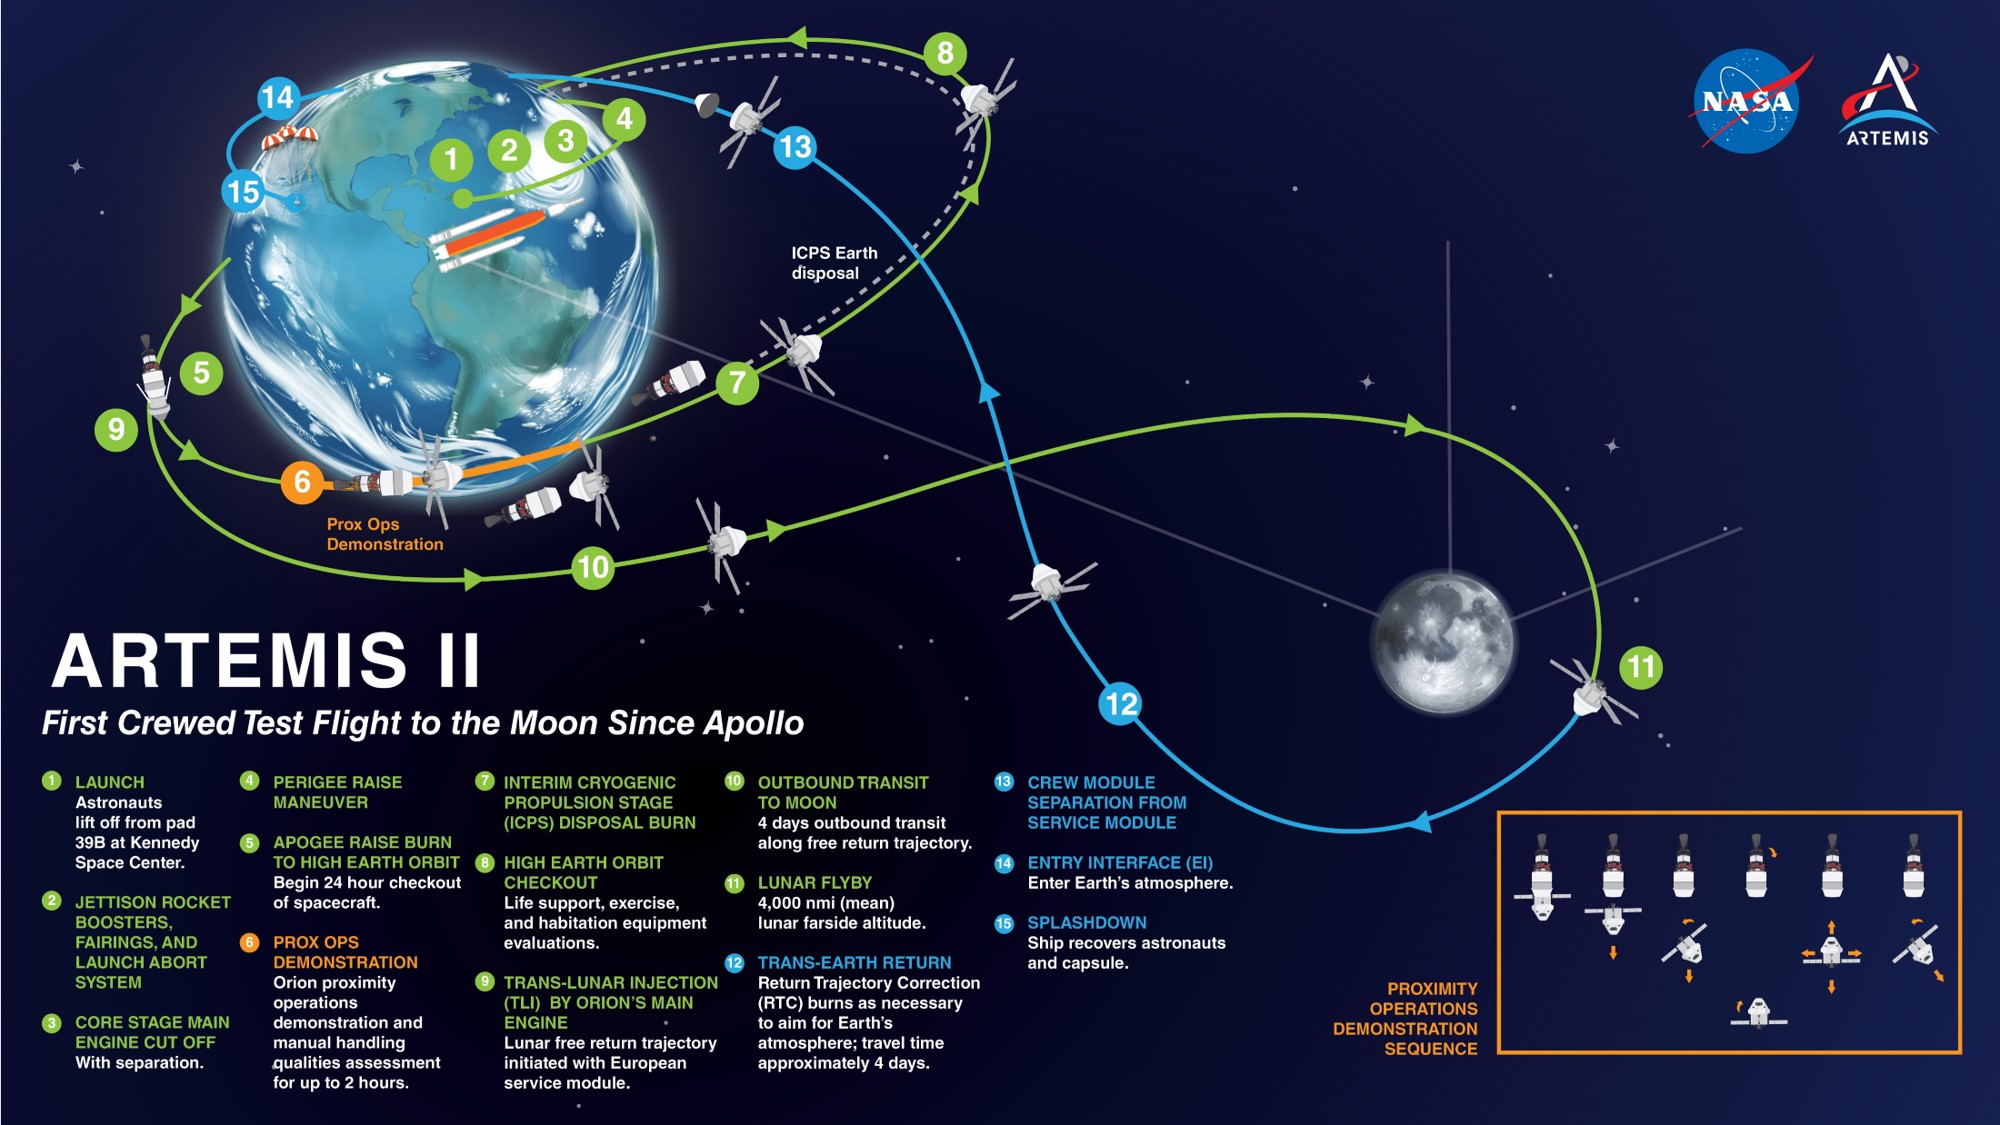 NASA
ARTEMIS
14
15
1
2
3
4
8
13
ICPS Earth
disposal
5
9
7
6
Prox Ops
Demonstration
10
12
11
ARTEMIS II
First Crewed Test Flight to the Moon Since Apollo
1 LAUNCH
Astronauts
lift off from pad
39B at Kennedy
Space Center.
2 JETTISON ROCKET
BOOSTERS,
FAIRINGS, AND
LAUNCH ABORT
SYSTEM
3 CORE STAGE MAIN
ENGINE CUT OFF
With separation.
4 PERIGEE RAISE
MANEUVER
5 APOGEE RAISE BURN
TO HIGH EARTH ORBIT
Begin 24 hour checkout
of spacecraft.
6 PROX OPS
DEMONSTRATION
Orion proximity
operations
demonstration and
manual handling
qualities assessment
for up to 2 hours.
7 INTERIM CRYOGENIC
PROPULSION STAGE
(ICPS) DISPOSAL BURN
8 HIGH EARTH ORBIT
CHECKOUT
Life support, exercise,
and habitation equipment
evaluations.
9 TRANS-LUNAR INJECTION
(TLI) BY ORION'S MAIN
ENGINE
Lunar free return trajectory
initiated with European
service module.
10 OUTBOUND TRANSIT
TO MOON
4 days outbound transit
along free return trajectory.
11 LUNAR FLYBY
4,000 nmi (mean)
lunar farside altitude.
12 TRANS-EARTH RETURN
Return Trajectory Correction
(RTC) burns as necessary
to aim for Earth's
atmosphere; travel time
approximately 4 days.
13 CREW MODULE
SEPARATION FROM
SERVICE MODULE
14 ENTRY INTERFACE (EI)
Enter Earth's atmosphere.
15 SPLASHDOWN
Ship recovers astronauts
and capsule.
PROXIMITY
OPERATIONS
DEMONSTRATION
SEQUENCE